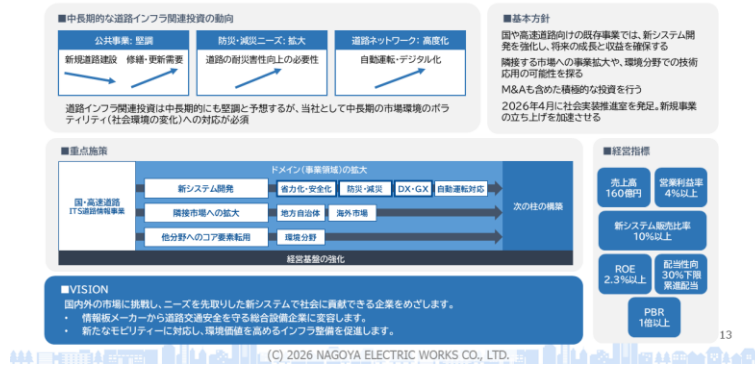 ■中長期的な道路インフラ関連投資の動向
公共事業: 堅調
新規道路建設 修繕・更新需要
防災・減災ニーズ: 拡大
道路の耐災害性向上の必要性
道路ネットワーク: 高度化
自動運転・デジタル化
道路インフラ関連投資は中長期的にも堅調と予想するが、当社として中長期の市場環境のボラ
ティリティ(社会環境の変化)への対応が必須
■基本方針
国や高速道路向けの既存事業では、新システム開
発を強化し、将来の成長と収益を確保する
隣接する市場への事業拡大や、環境分野での技術
応用の可能性を探る
M&Aも含めた積極的な投資を行う
2026年4月に社会実装推進室を発足。新規事業
の立ち上げを加速させる
■重点施策
ドメイン(事業領域)の拡大
国・高速道路
ITS道路情報事業
新システム開発
省力化・安全化
防災・減災
DX・GX
自動運転対応
隣接市場への拡大
地方自治体
海外市場
他分野へのコア要素転用
環境分野
次の柱の構築
経営基盤の強化
■経営指標
売上高
160億円
営業利益率
4%以上
新システム販売比率
10%以上
ROE
2.3%以上
配当性向
30%下限
累進配当
PBR
1倍以上
■VISION
国内外の市場に挑戦し、ニーズを先取りした新システムで社会に貢献できる企業をめざします。
• 情報板メーカーから道路交通安全を守る総合設備企業に変容します。
• 新たなモビリティーに対応し、環境価値を高めるインフラ整備を促進します。
13
(C) 2026 NAGOYA ELECTRIC WORKS CO., LTD.